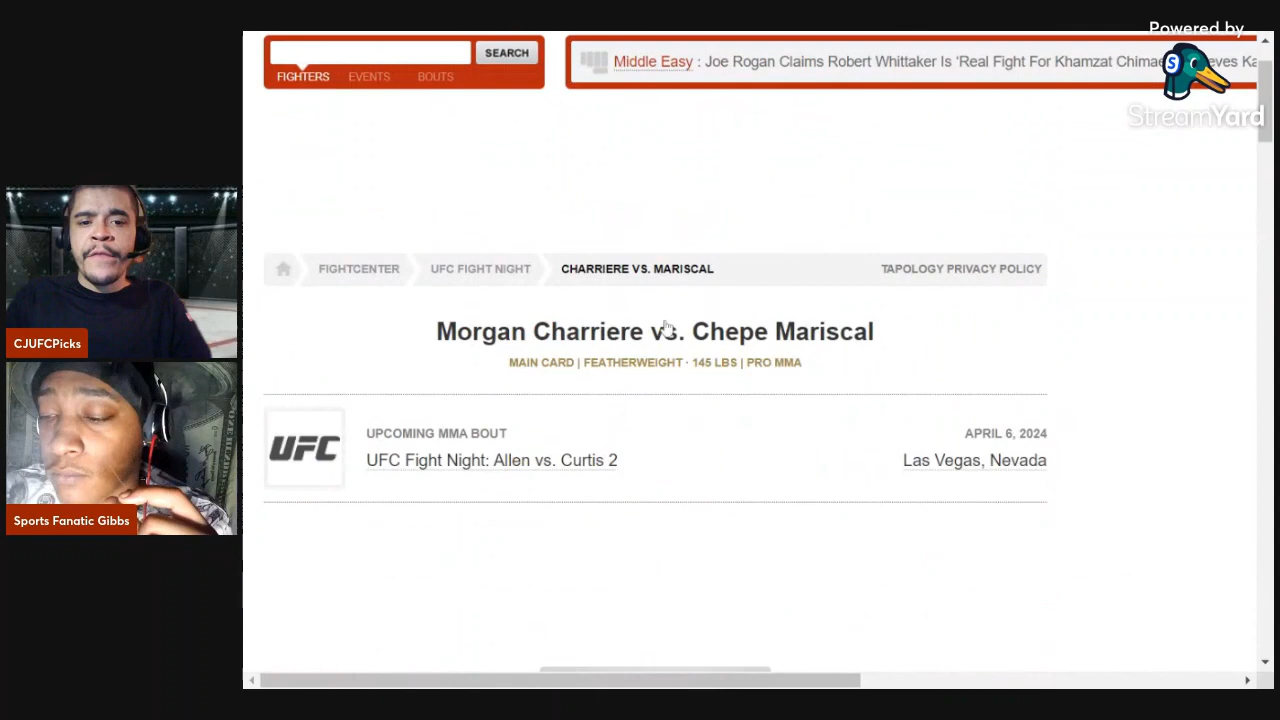 Powered by
StreamYard
SEARCH
FIGHTERS EVENTS BOUTS
Middle Easy : Joe Rogan Claims Robert Whittaker Is 'Real Fight For Khamzat
FIGHTCENTER UFC FIGHT NIGHT CHARRIERE VS. MARISCAL TAPOLOGY PRIVACY POLICY
Morgan Charriere vs. Chepe Mariscal
MAIN CARD | FEATHERWEIGHT · 145 LBS | PRO MMA
UFC
UPCOMING MMA BOUT
UFC Fight Night: Allen vs. Curtis 2
APRIL 6, 2024
Las Vegas, Nevada
CJUFCPicks
Sports Fanatic Gibbs